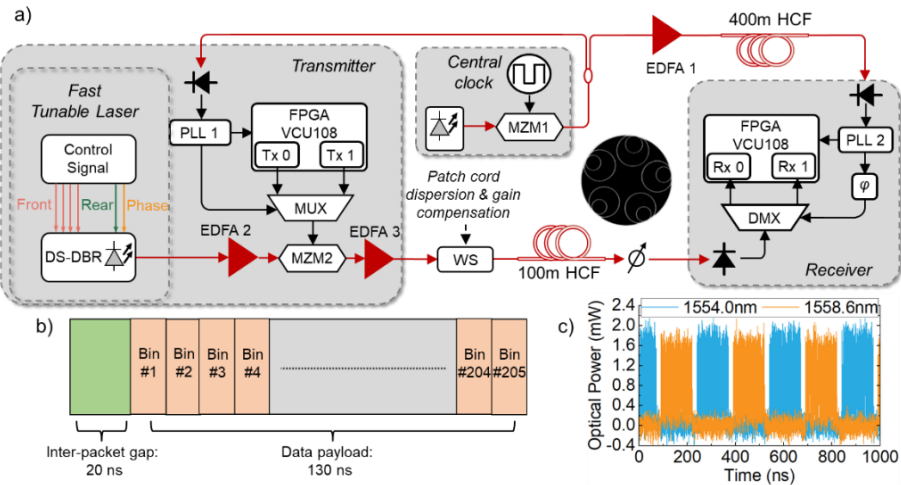 a)
400m HCF
EDFA 1
Transmitter
Central
clock
MZM1
Fast
Tunable Laser
Control
Signal
Front
Rear
Phase
DS-DBR
PLL 1
FPGA
VCU108
Tx 0
Tx 1
MUX
EDFA 2
MZM2
EDFA 3
Patch cord
dispersion & gain
compensation
WS
100m HCF
FPGA
VCU108
Rx 0
Rx 1
PLL 2
φ
DMX
Receiver
b)
Bin
#1
Bin
#2
Bin
#3
Bin
#4
Bin
#204
Bin
#205
Inter-packet gap:
20 ns
Data payload:
130 ns
c)
1554.0nm
1558.6nm
Optical Power (mW)
2.4
2.0
1.6
1.2
0.8
0.4
0.0
-0.4
0 200 400 600 800 1000
Time (ns)